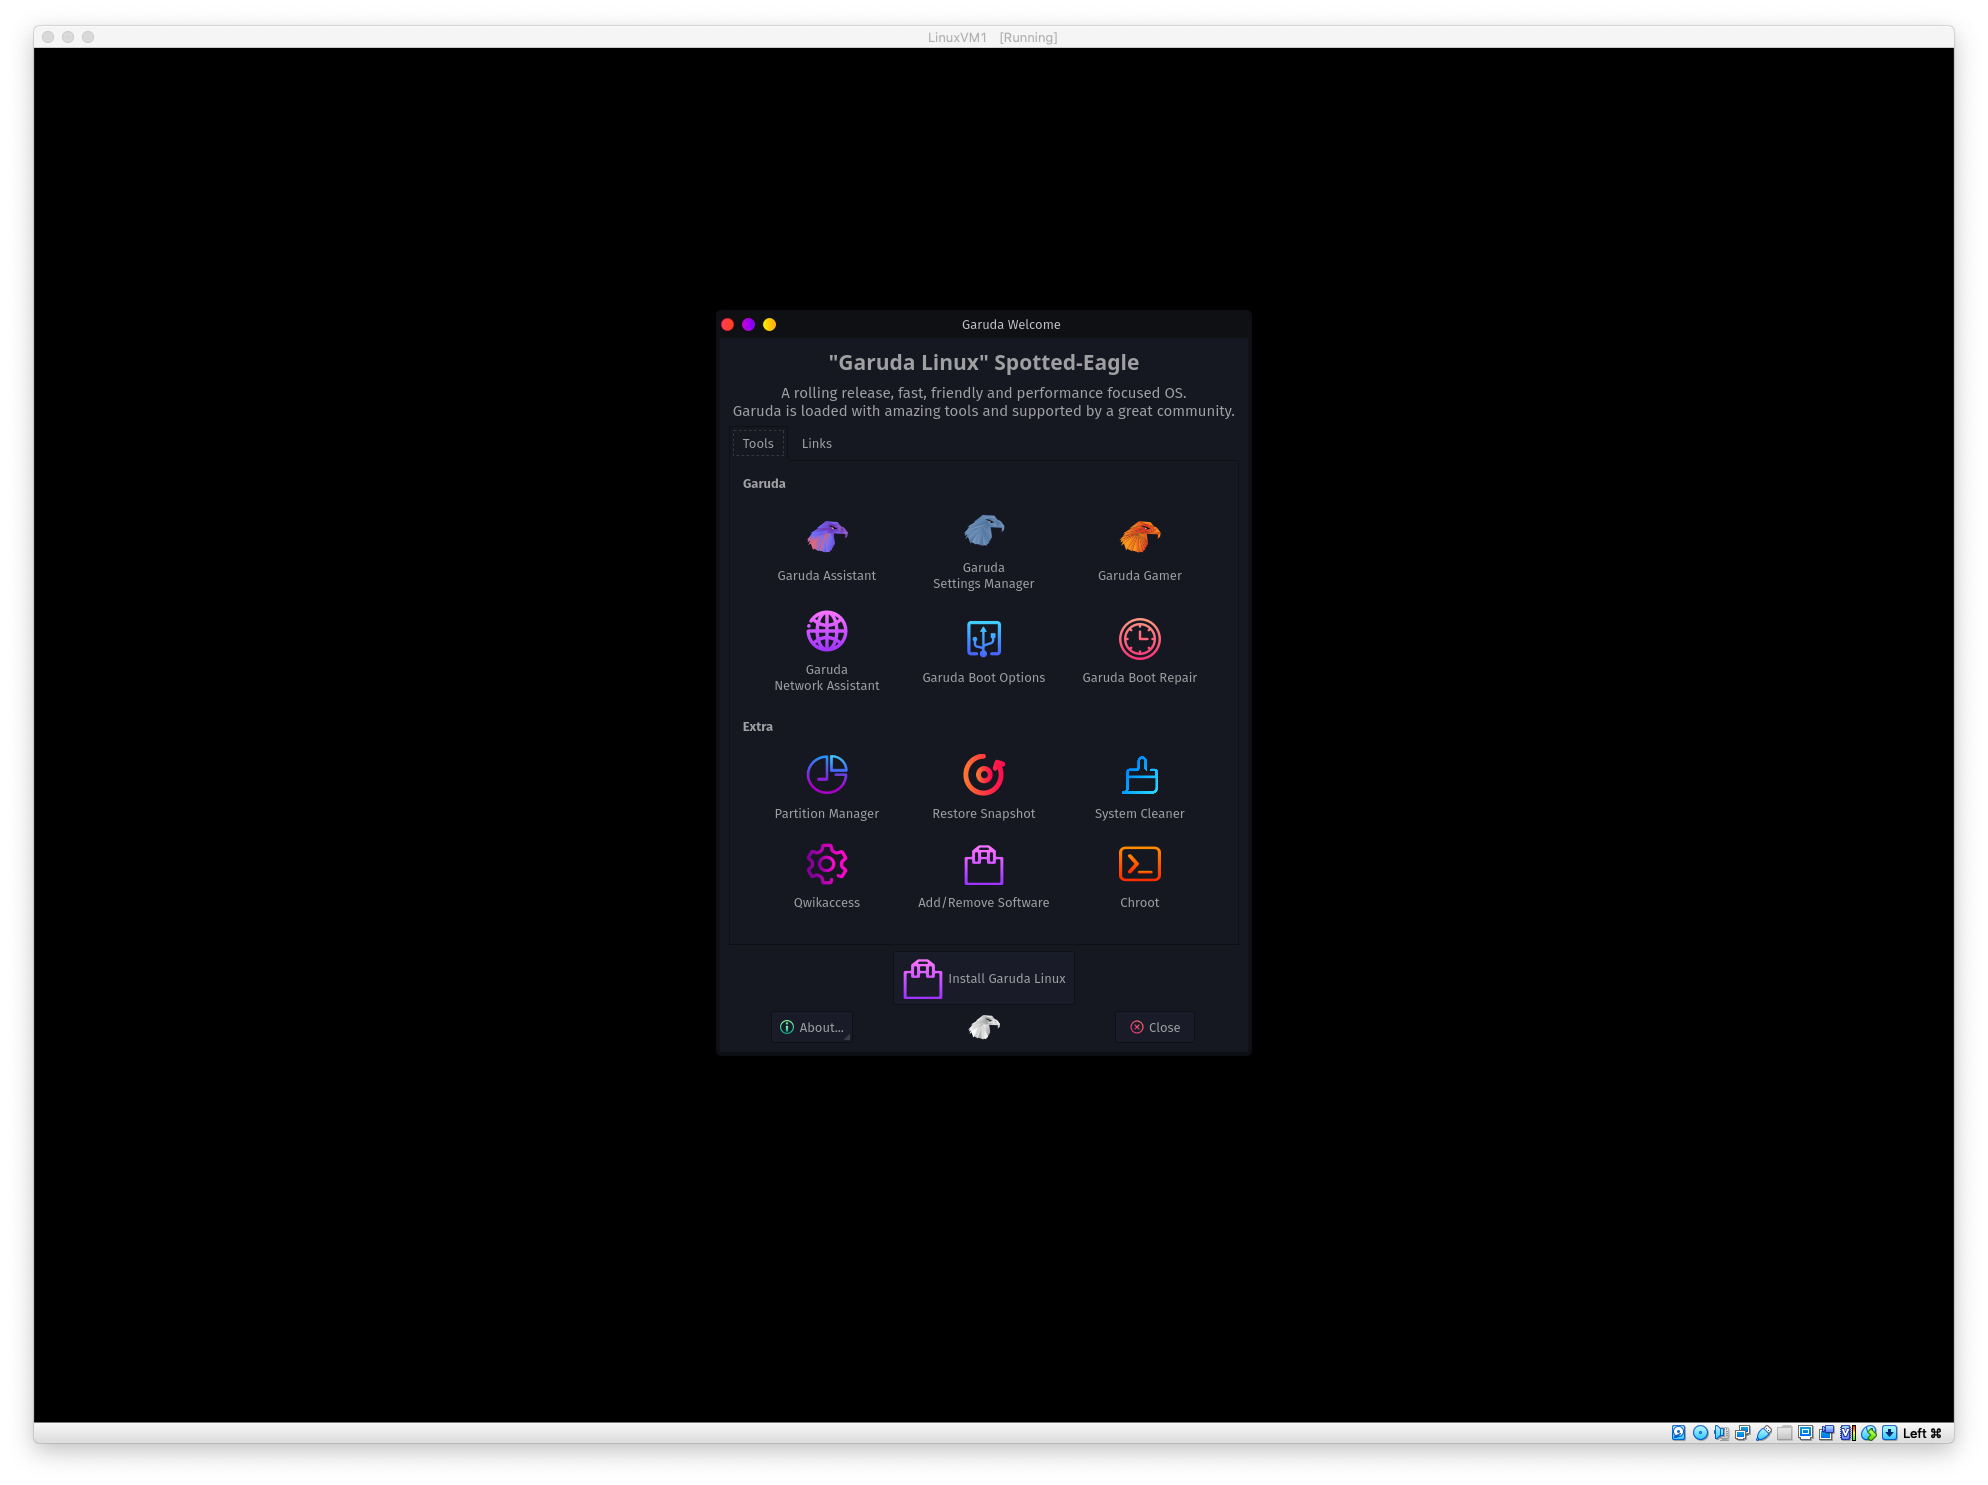 LinuxVM1 [Running]
Garuda Welcome
"Garuda Linux" Spotted-Eagle
A rolling release, fast, friendly and performance focused OS.
Garuda is loaded with amazing tools and supported by a great community.
Tools Links
Garuda
Garuda Assistant
Garuda
Settings Manager
Garuda Gamer
Garuda
Network Assistant
Garuda Boot Options
Garuda Boot Repair
Extra
Partition Manager
Restore Snapshot
System Cleaner
Qwikaccess
Add/Remove Software
Chroot
Install Garuda Linux
About...
Close
Left ⌘